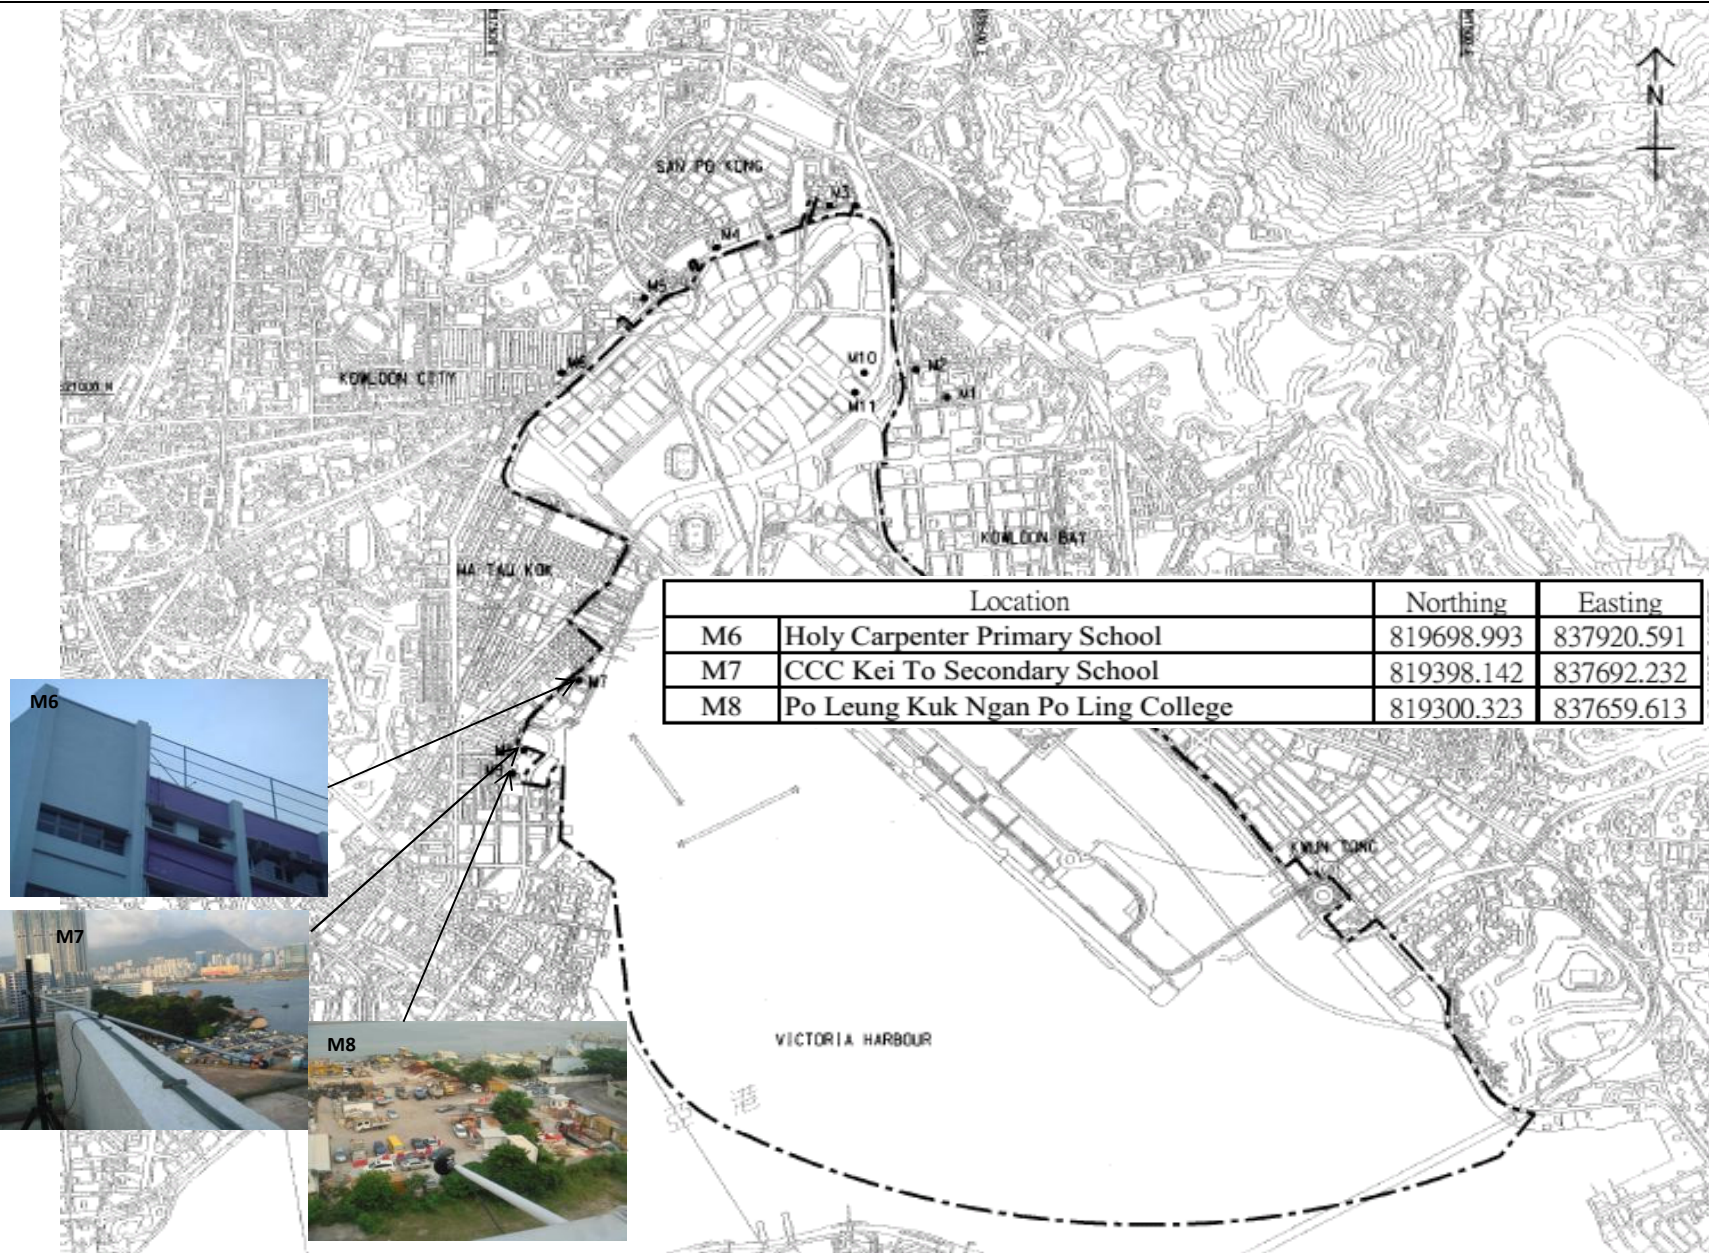 N
SAN PO KONG
M3
M4
M5
M6
KOWLOON CITY
M10
M11
M2
M1
KOWLOON BAY
MA TAU KOK
Location Northing Easting
M6 Holy Carpenter Primary School 819698.993 837920.591
M7 CCC Kei To Secondary School 819398.142 837692.232
M8 Po Leung Kuk Ngan Po Ling College 819300.323 837659.613
M7
M6
M9
KWUN TONG
M7
M8
VICTORIA HARBOUR
港